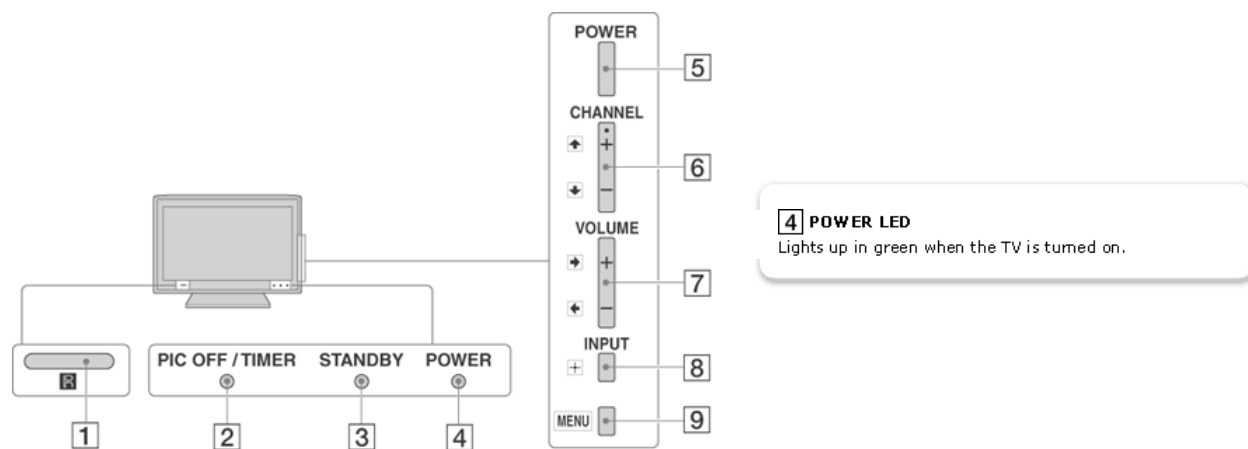 POWER
5
CHANNEL
+
6
−
VOLUME
+
7
−
INPUT
8
MENU
9
R
1
PIC OFF / TIMER STANDBY POWER
2 3 4
4 POWER LED
Lights up in green when the TV is turned on.